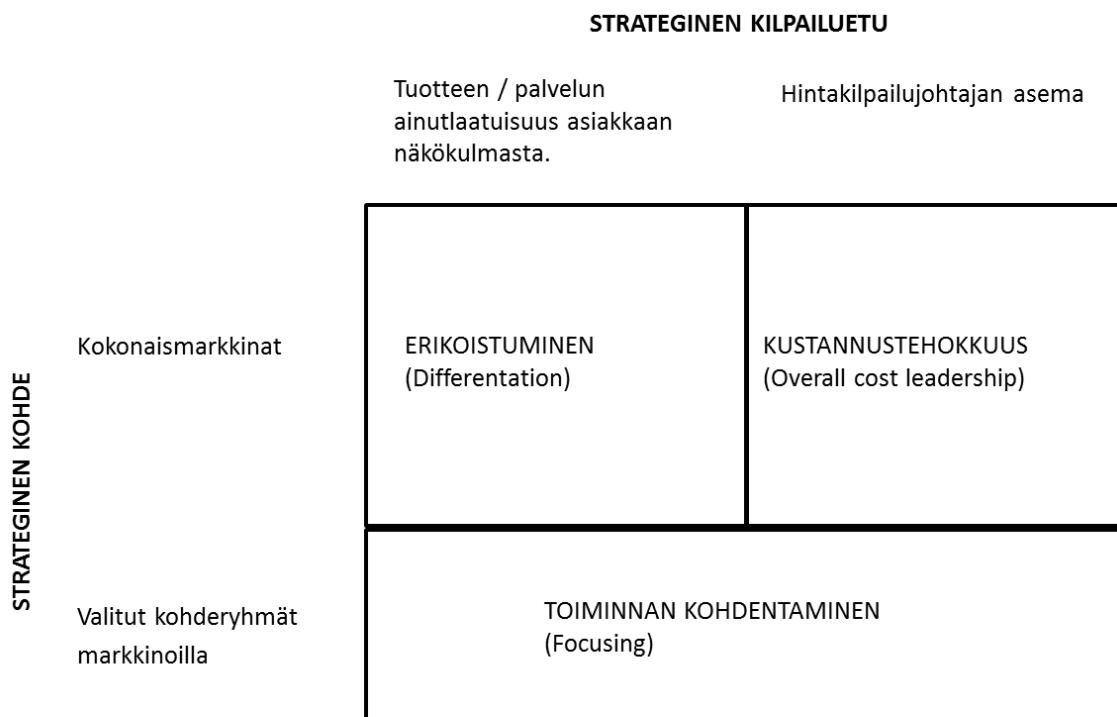 STRATEGINEN KILPAILUETU
Tuotteen / palvelun
ainutlaatuisuus asiakkaan
näkökulmasta.
Hintakilpailujohtajan asema
STRATEGINEN KOHDE
Kokonaismarkkinat
ERIKOISTUMINEN
(Differentation)
KUSTANNUSTEHOKKUUS
(Overall cost leadership)
Valitut kohderyhmät
markkinoilla
TOIMINNAN KOHDENTAMINEN
(Focusing)